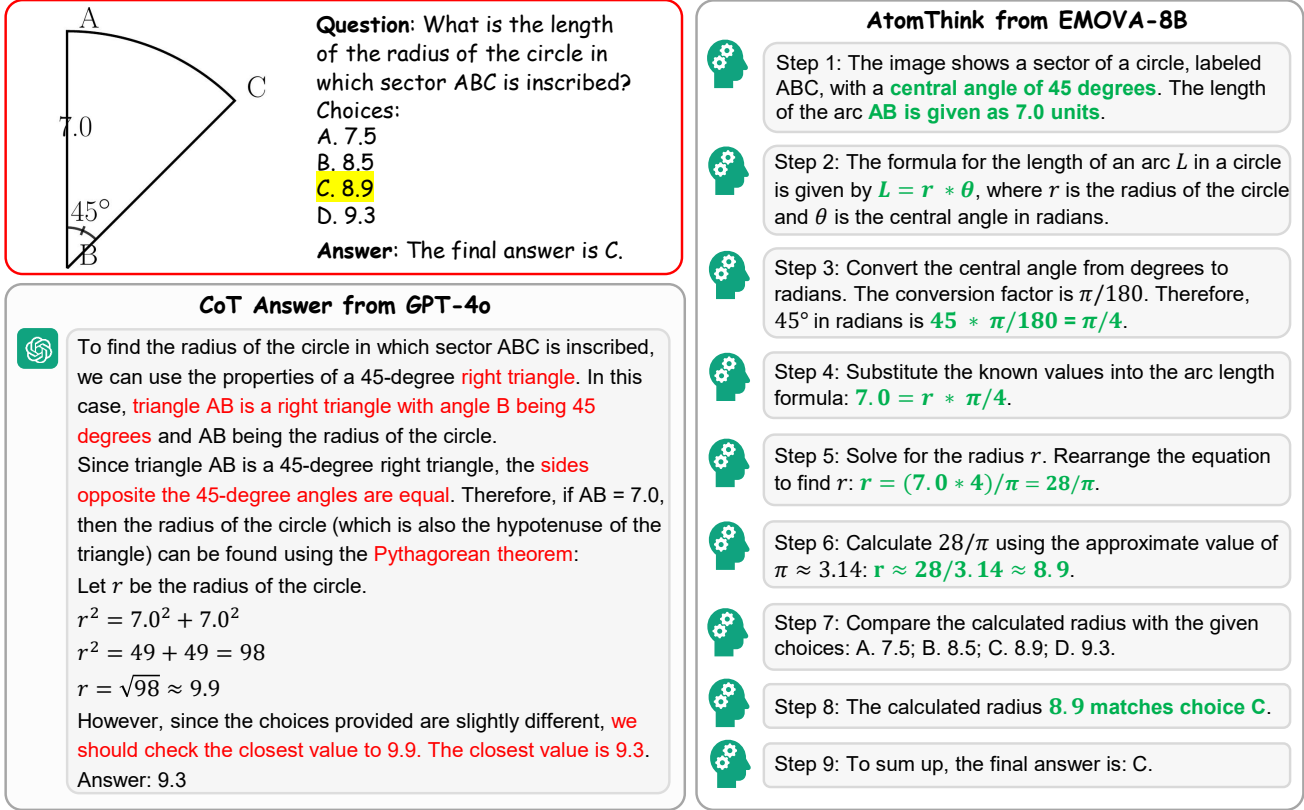 A
C
7.0
45°
B
Question: What is the length
of the radius of the circle in
which sector ABC is inscribed?
Choices:
A. 7.5
B. 8.5
C. 8.9
D. 9.3
Answer: The final answer is C.
CoT Answer from GPT-4o
To find the radius of the circle in which sector ABC is inscribed,
we can use the properties of a 45-degree right triangle. In this
case, triangle AB is a right triangle with angle B being 45
degrees and AB being the radius of the circle.
Since triangle AB is a 45-degree right triangle, the sides
opposite the 45-degree angles are equal. Therefore, if AB = 7.0,
then the radius of the circle (which is also the hypotenuse of the
triangle) can be found using the Pythagorean theorem:
Let r be the radius of the circle.
r² = 7.0² + 7.0²
r² = 49 + 49 = 98
r = √98 ≈ 9.9
However, since the choices provided are slightly different, we
should check the closest value to 9.9. The closest value is 9.3.
Answer: 9.3
AtomThink from EMOVA-8B
Step 1: The image shows a sector of a circle, labeled
ABC, with a central angle of 45 degrees. The length
of the arc AB is given as 7.0 units.
Step 2: The formula for the length of an arc L in a circle
is given by L = r * θ, where r is the radius of the circle
and θ is the central angle in radians.
Step 3: Convert the central angle from degrees to
radians. The conversion factor is π/180. Therefore,
45° in radians is 45 * π/180 = π/4.
Step 4: Substitute the known values into the arc length
formula: 7.0 = r * π/4.
Step 5: Solve for the radius r. Rearrange the equation
to find r: r = (7.0 * 4)/π = 28/π.
Step 6: Calculate 28/π using the approximate value of
π ≈ 3.14: r ≈ 28/3.14 ≈ 8.9.
Step 7: Compare the calculated radius with the given
choices: A. 7.5; B. 8.5; C. 8.9; D. 9.3.
Step 8: The calculated radius 8.9 matches choice C.
Step 9: To sum up, the final answer is: C.